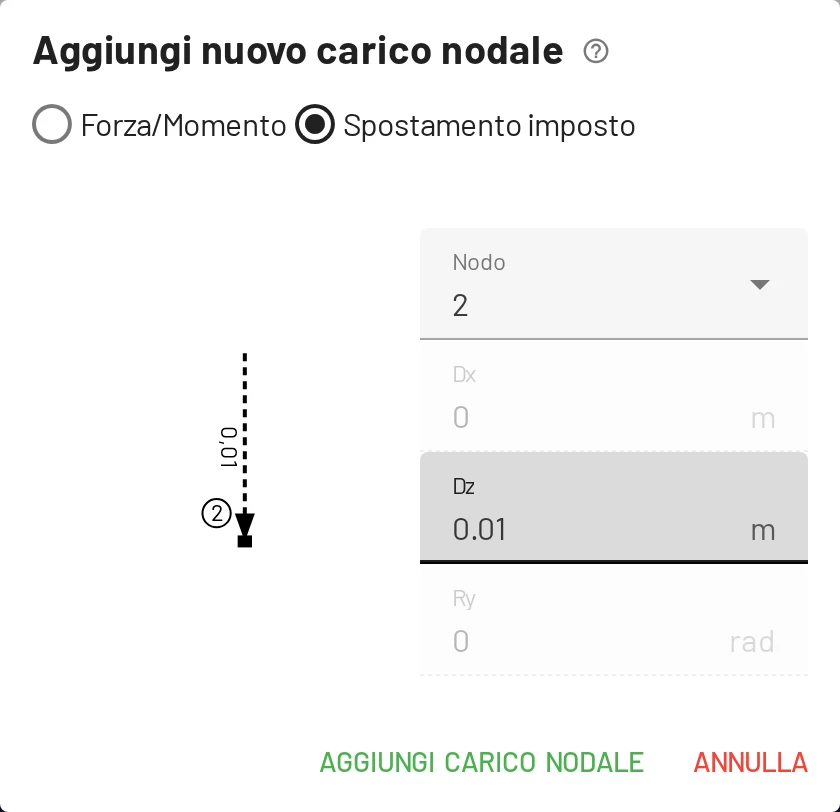 Aggiungi nuovo carico nodale ?
Forza/Momento Spostamento imposto
Nodo
2
Dx
0 m
0,01
Dz
2
0.01 m
Ry
0 rad
AGGIUNGI CARICO NODALE ANNULLA